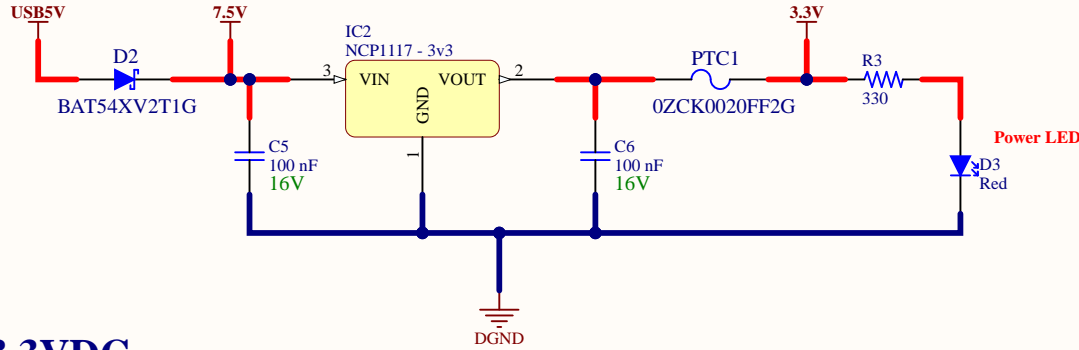 USB5V
7.5V
3.3V
IC2
NCP1117 - 3v3
D2
BAT54XV2T1G
3
VIN
VOUT
2
GND
1
PTC1
0ZCK0020FF2G
R3
330
C5
100 nF
16V
C6
100 nF
16V
Power LED
D3
Red
DGND
3VDC